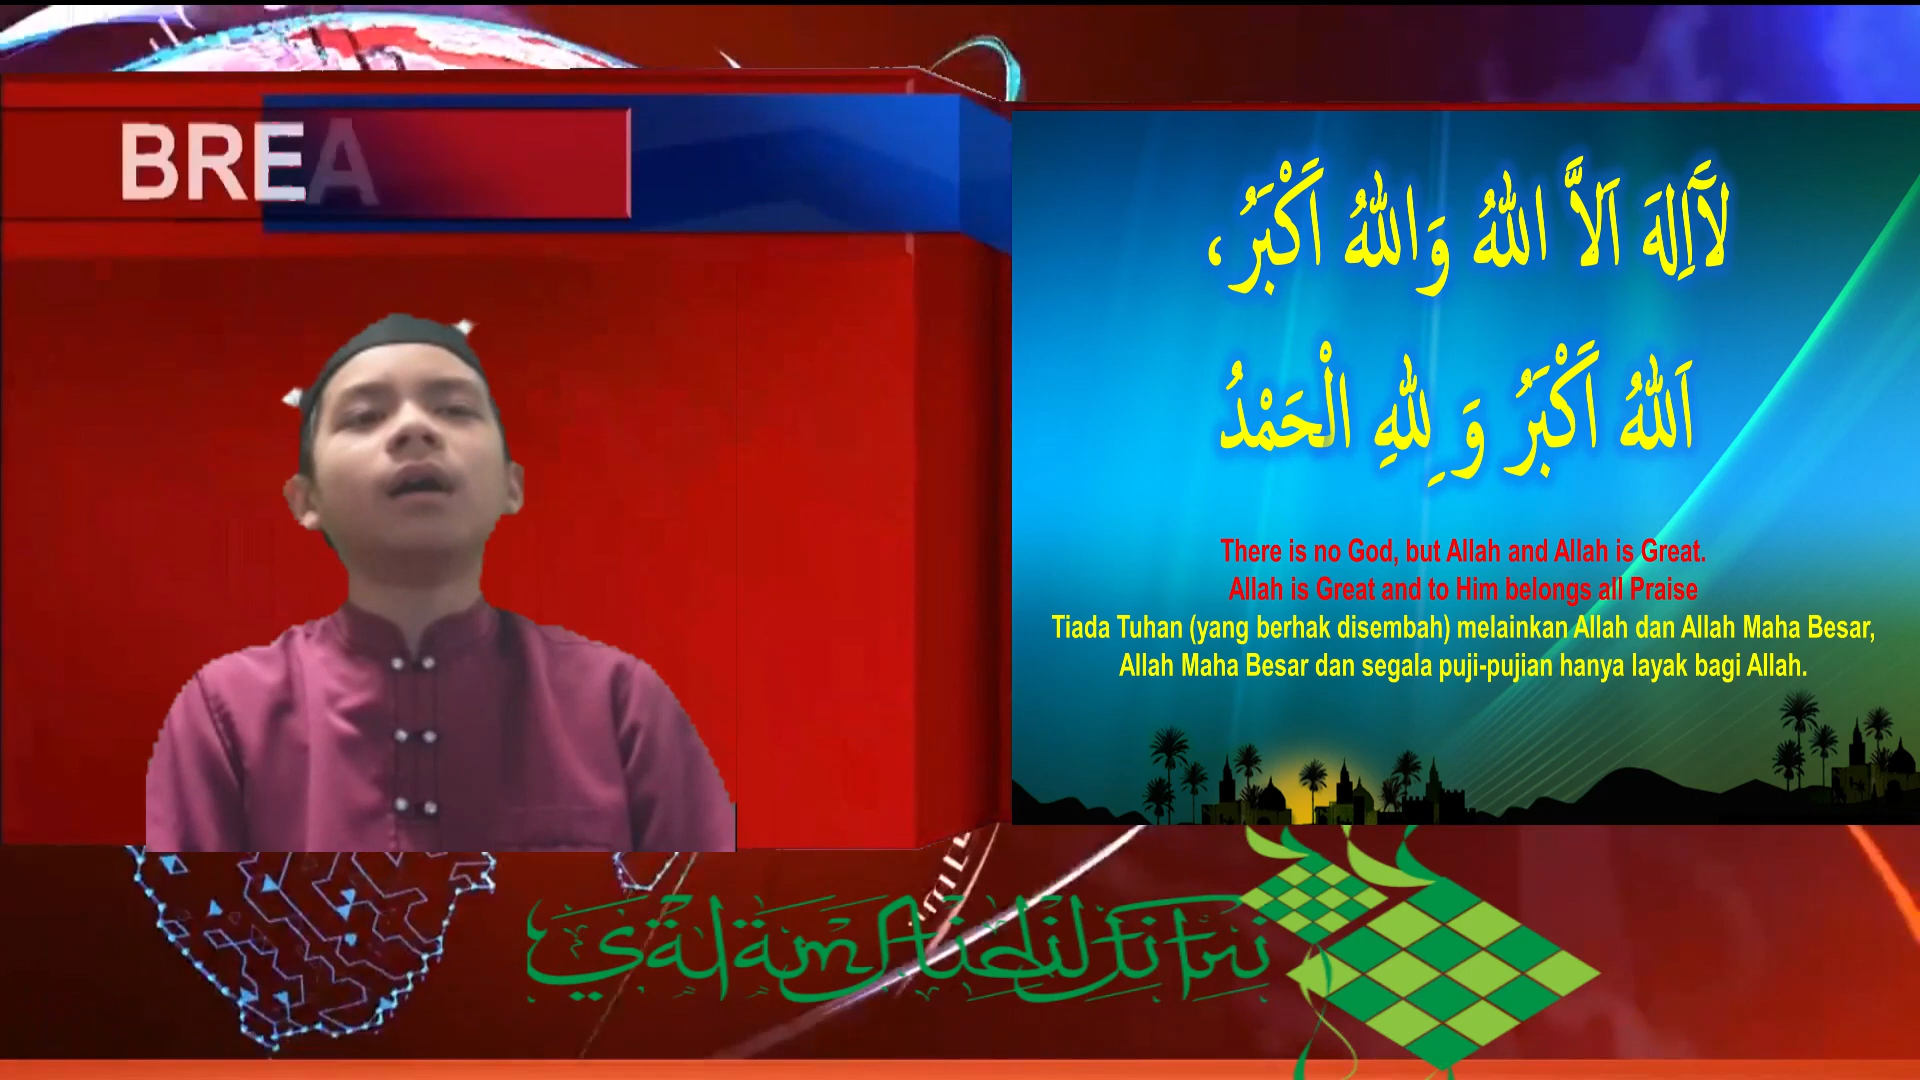 BREA
لآاِلهَ اَلاَّ اللهُ وَاللهُ اَكْبَرُ،
اَللهُ اَكْبَرُ وَ لِلهِ الْحَمْدُ
There is no God, but Allah and Allah is Great.
Allah is Great and to Him belongs all Praise
Tiada Tuhan (yang berhak disembah) melainkan Allah dan Allah Maha Besar,
Allah Maha Besar dan segala puji-pujian hanya layak bagi Allah.
Salam Aidilfitri